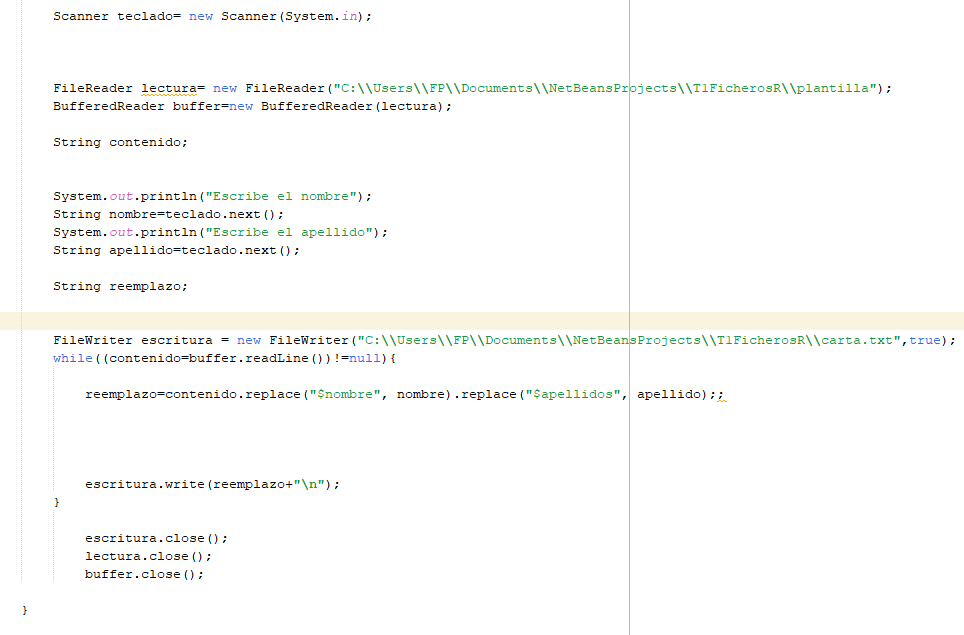 Scanner teclado= new Scanner(System.in);
FileReader lectura= new FileReader("C:\\Users\\FP\\Documents\\NetBeansProjects\\T1FicherosR\\plantilla");
BufferedReader buffer=new BufferedReader(lectura);
String contenido;
System.out.println("Escribe el nombre");
String nombre=teclado.next();
System.out.println("Escribe el apellido");
String apellido=teclado.next();
String reemplazo;
FileWriter escritura = new FileWriter("C:\\Users\\FP\\Documents\\NetBeansProjects\\T1FicherosR\\carta.txt",true);
while((contenido=buffer.readLine())!=null){
reemplazo=contenido.replace("$nombre", nombre).replace("$apellidos", apellido);;
escritura.write(reemplazo+"\n");
}
escritura.close();
lectura.close();
buffer.close();
}